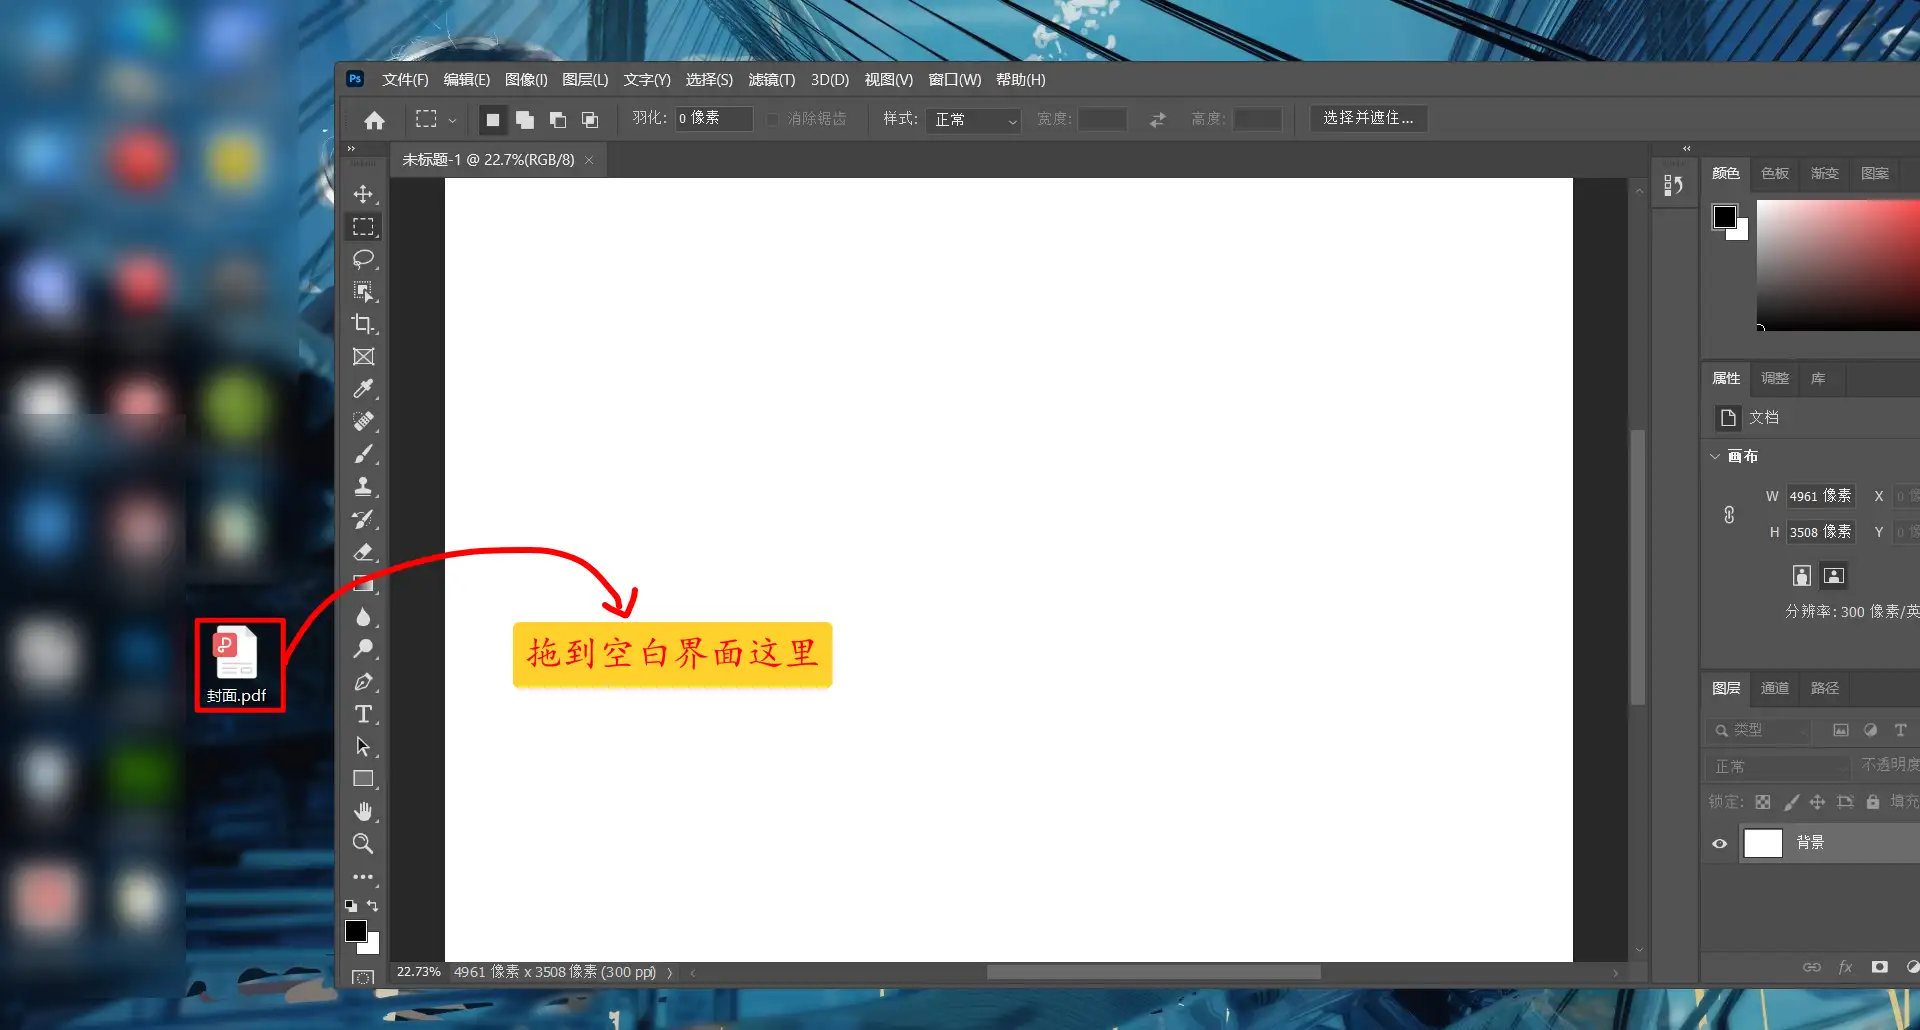 Ps 文件(F) 编辑(E) 图像(I) 图层(L) 文字(Y) 选择(S) 滤镜(T) 3D(D) 视图(V) 窗口(W) 帮助(H)
羽化: 0 像素 消除锯齿 样式: 正常 宽度: 高度: 选择并遮住...
未标题-1 @ 22.7%(RGB/8)
颜色 色板 渐变 图案
属性 调整 库
文档
画布
W 4961 像素 X 0
H 3508 像素 Y 0
分辨率: 300 像素/英
拖到空白界面这里
封面.pdf
图层 通道 路径
类型
正常 不透明度
锁定: 填充
背景
fx
22.73% 4961 像素 x 3508 像素 (300 ppi)